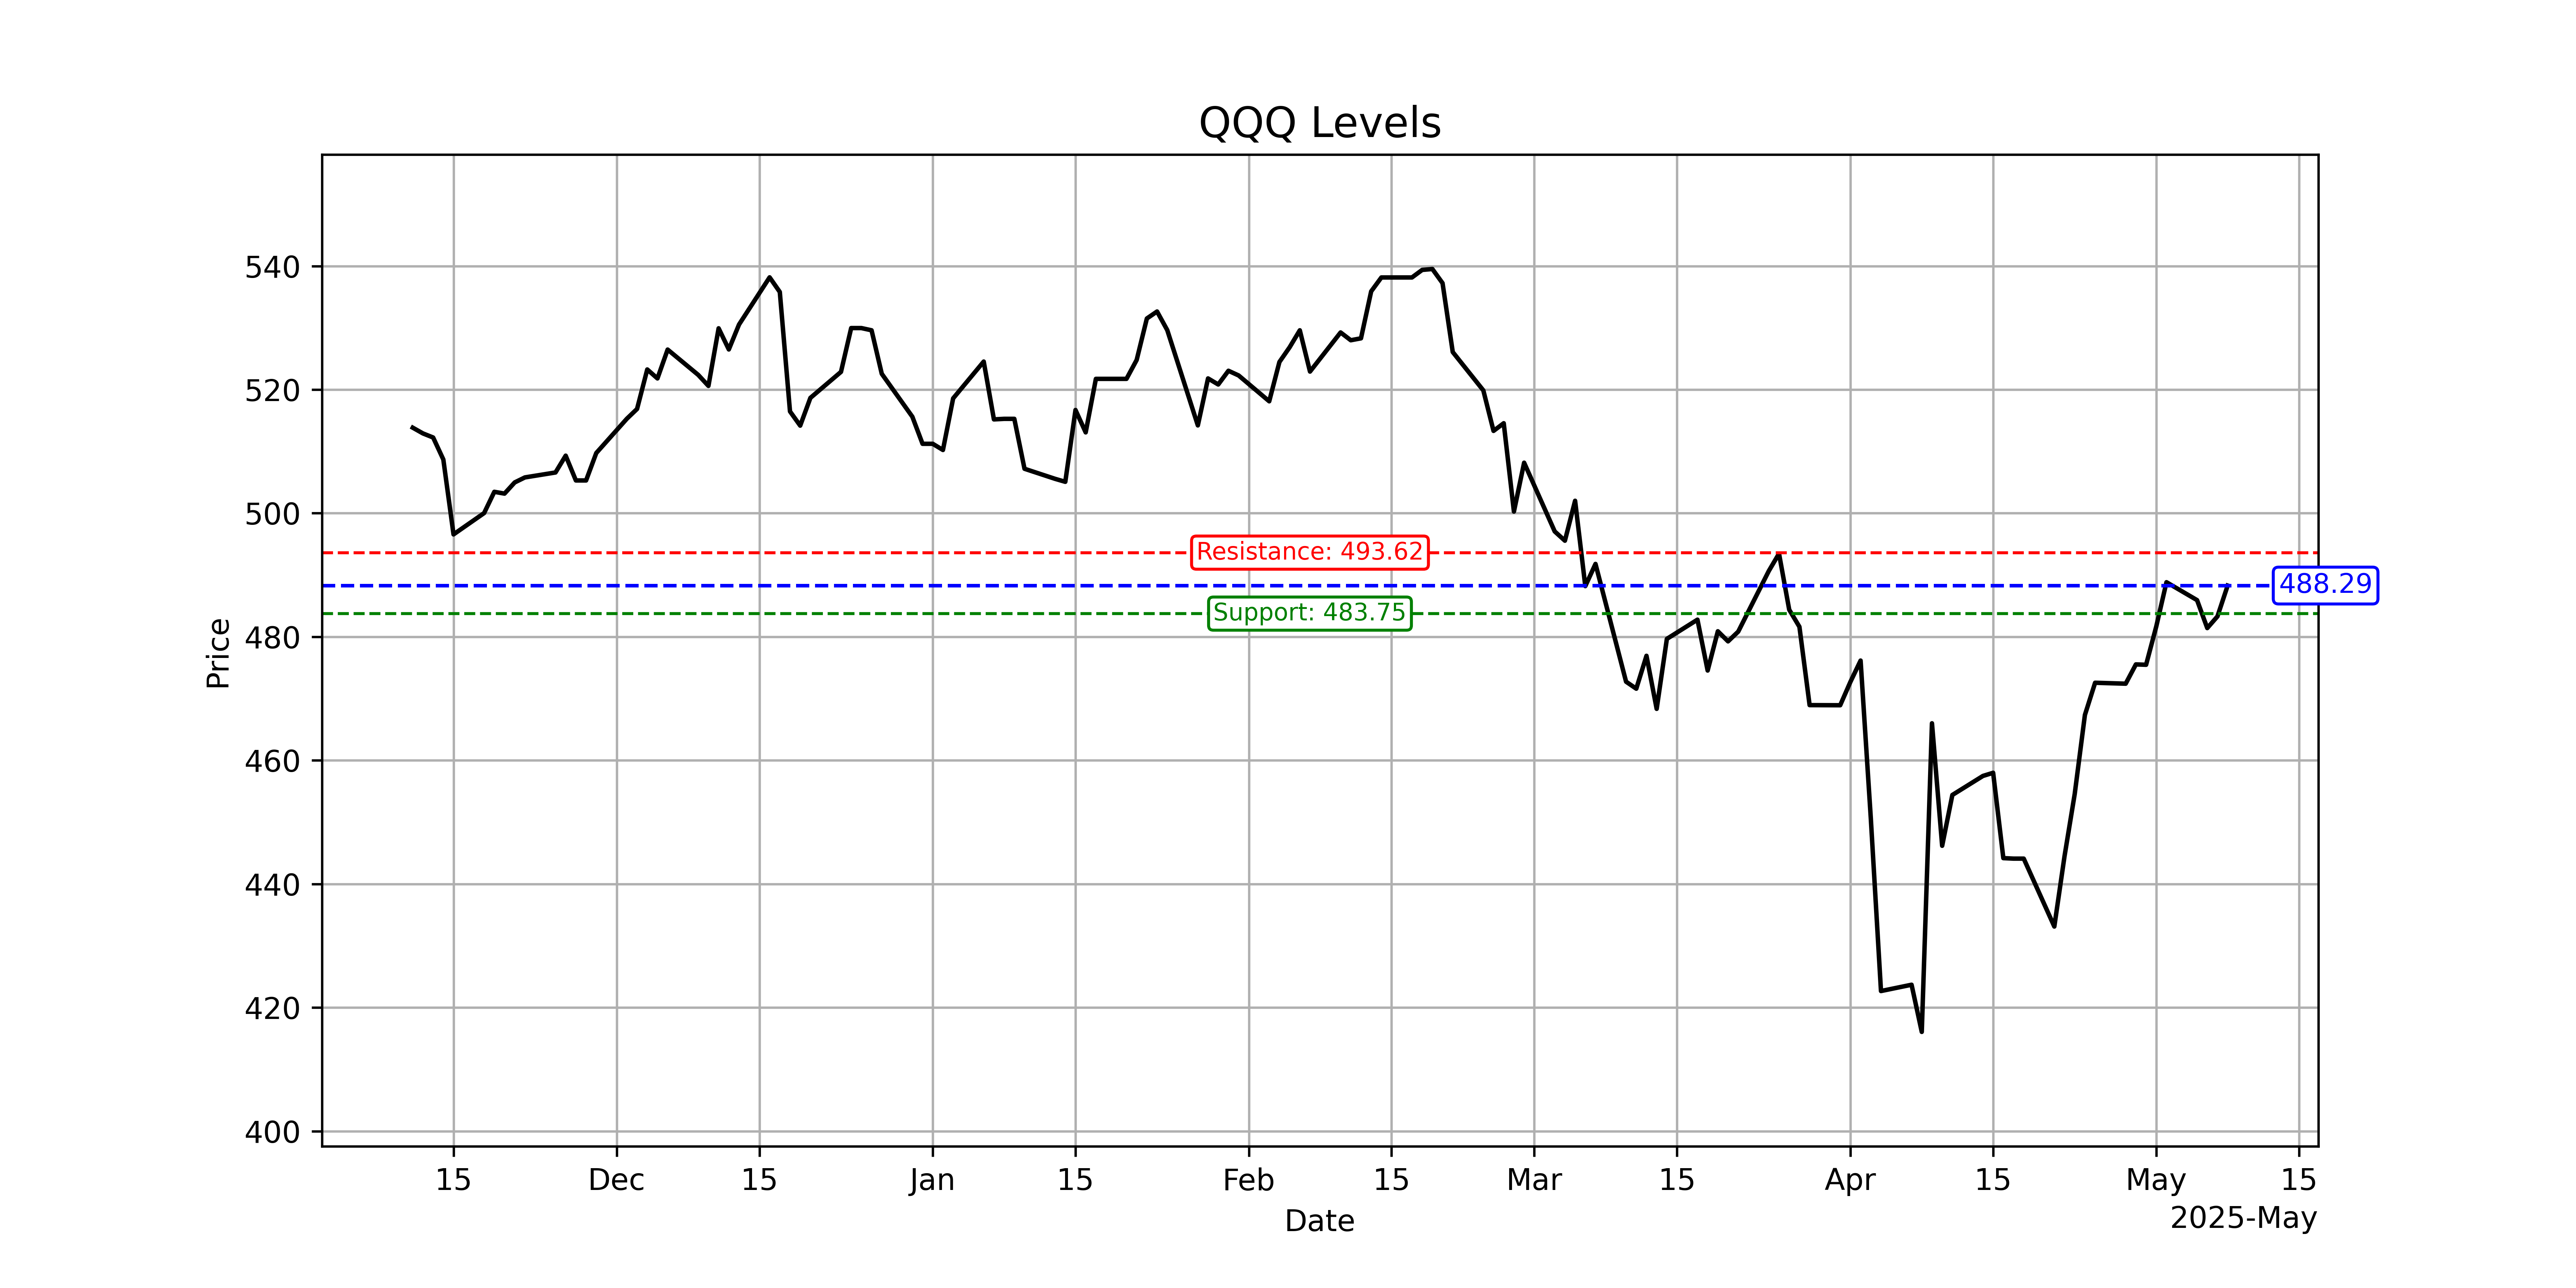 QQQ Levels
540
520
500
480
460
440
420
400
Price
Resistance: 493.62
488.29
Support: 483.75
15 Dec 15 Jan 15 Feb 15 Mar 15 Apr 15 May 15
Date
2025-May